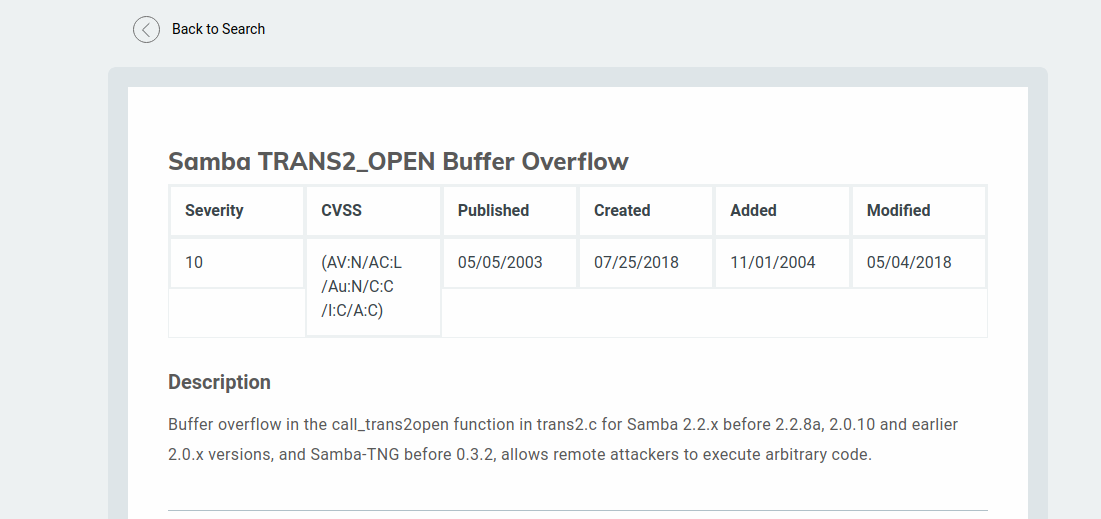 Back to Search
Samba TRANS2_OPEN Buffer Overflow
Severity CVSS Published Created Added Modified
10 (AV:N/AC:L 05/05/2003 07/25/2018 11/01/2004 05/04/2018
/Au:N/C:C
/I:C/A:C)
Description
Buffer overflow in the call_trans2open function in trans2.c for Samba 2.2.x before 2.2.8a, 2.0.10 and earlier
2.0.x versions, and Samba-TNG before 0.3.2, allows remote attackers to execute arbitrary code.